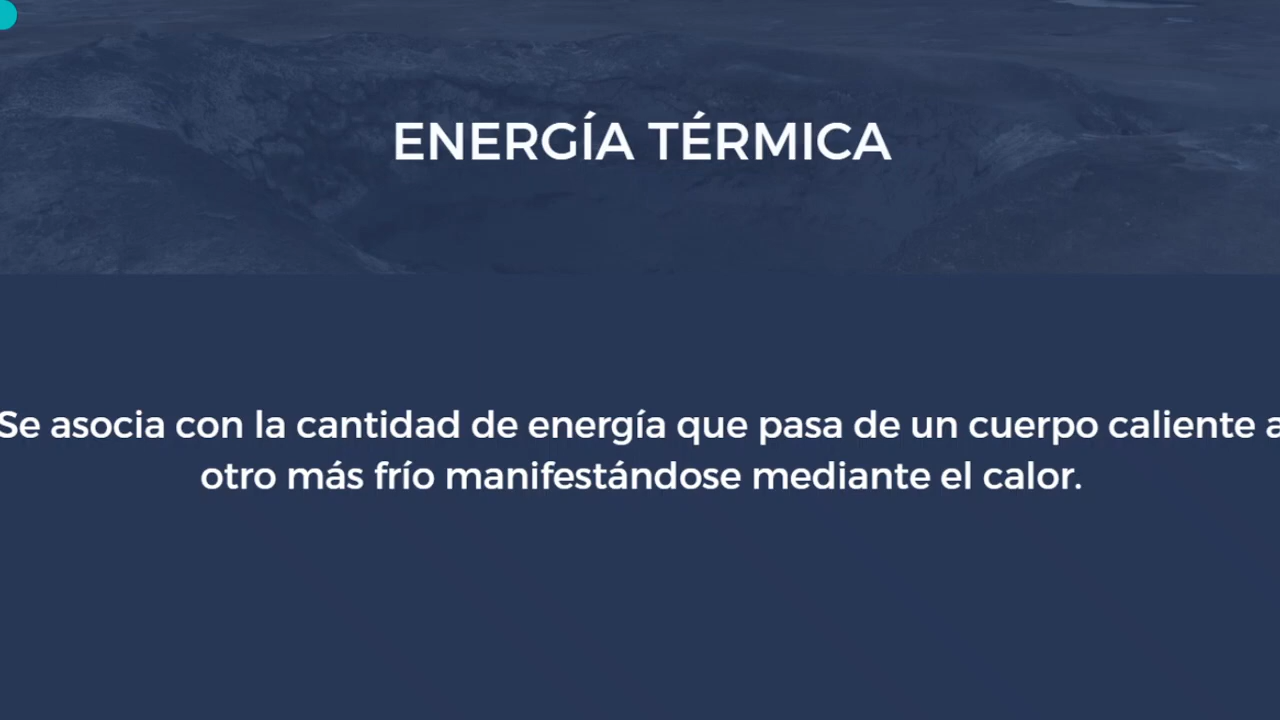 ENERGÍA TÉRMICA
Se asocia con la cantidad de energía que pasa de un cuerpo caliente a
otro más frío manifestándose mediante el calor.